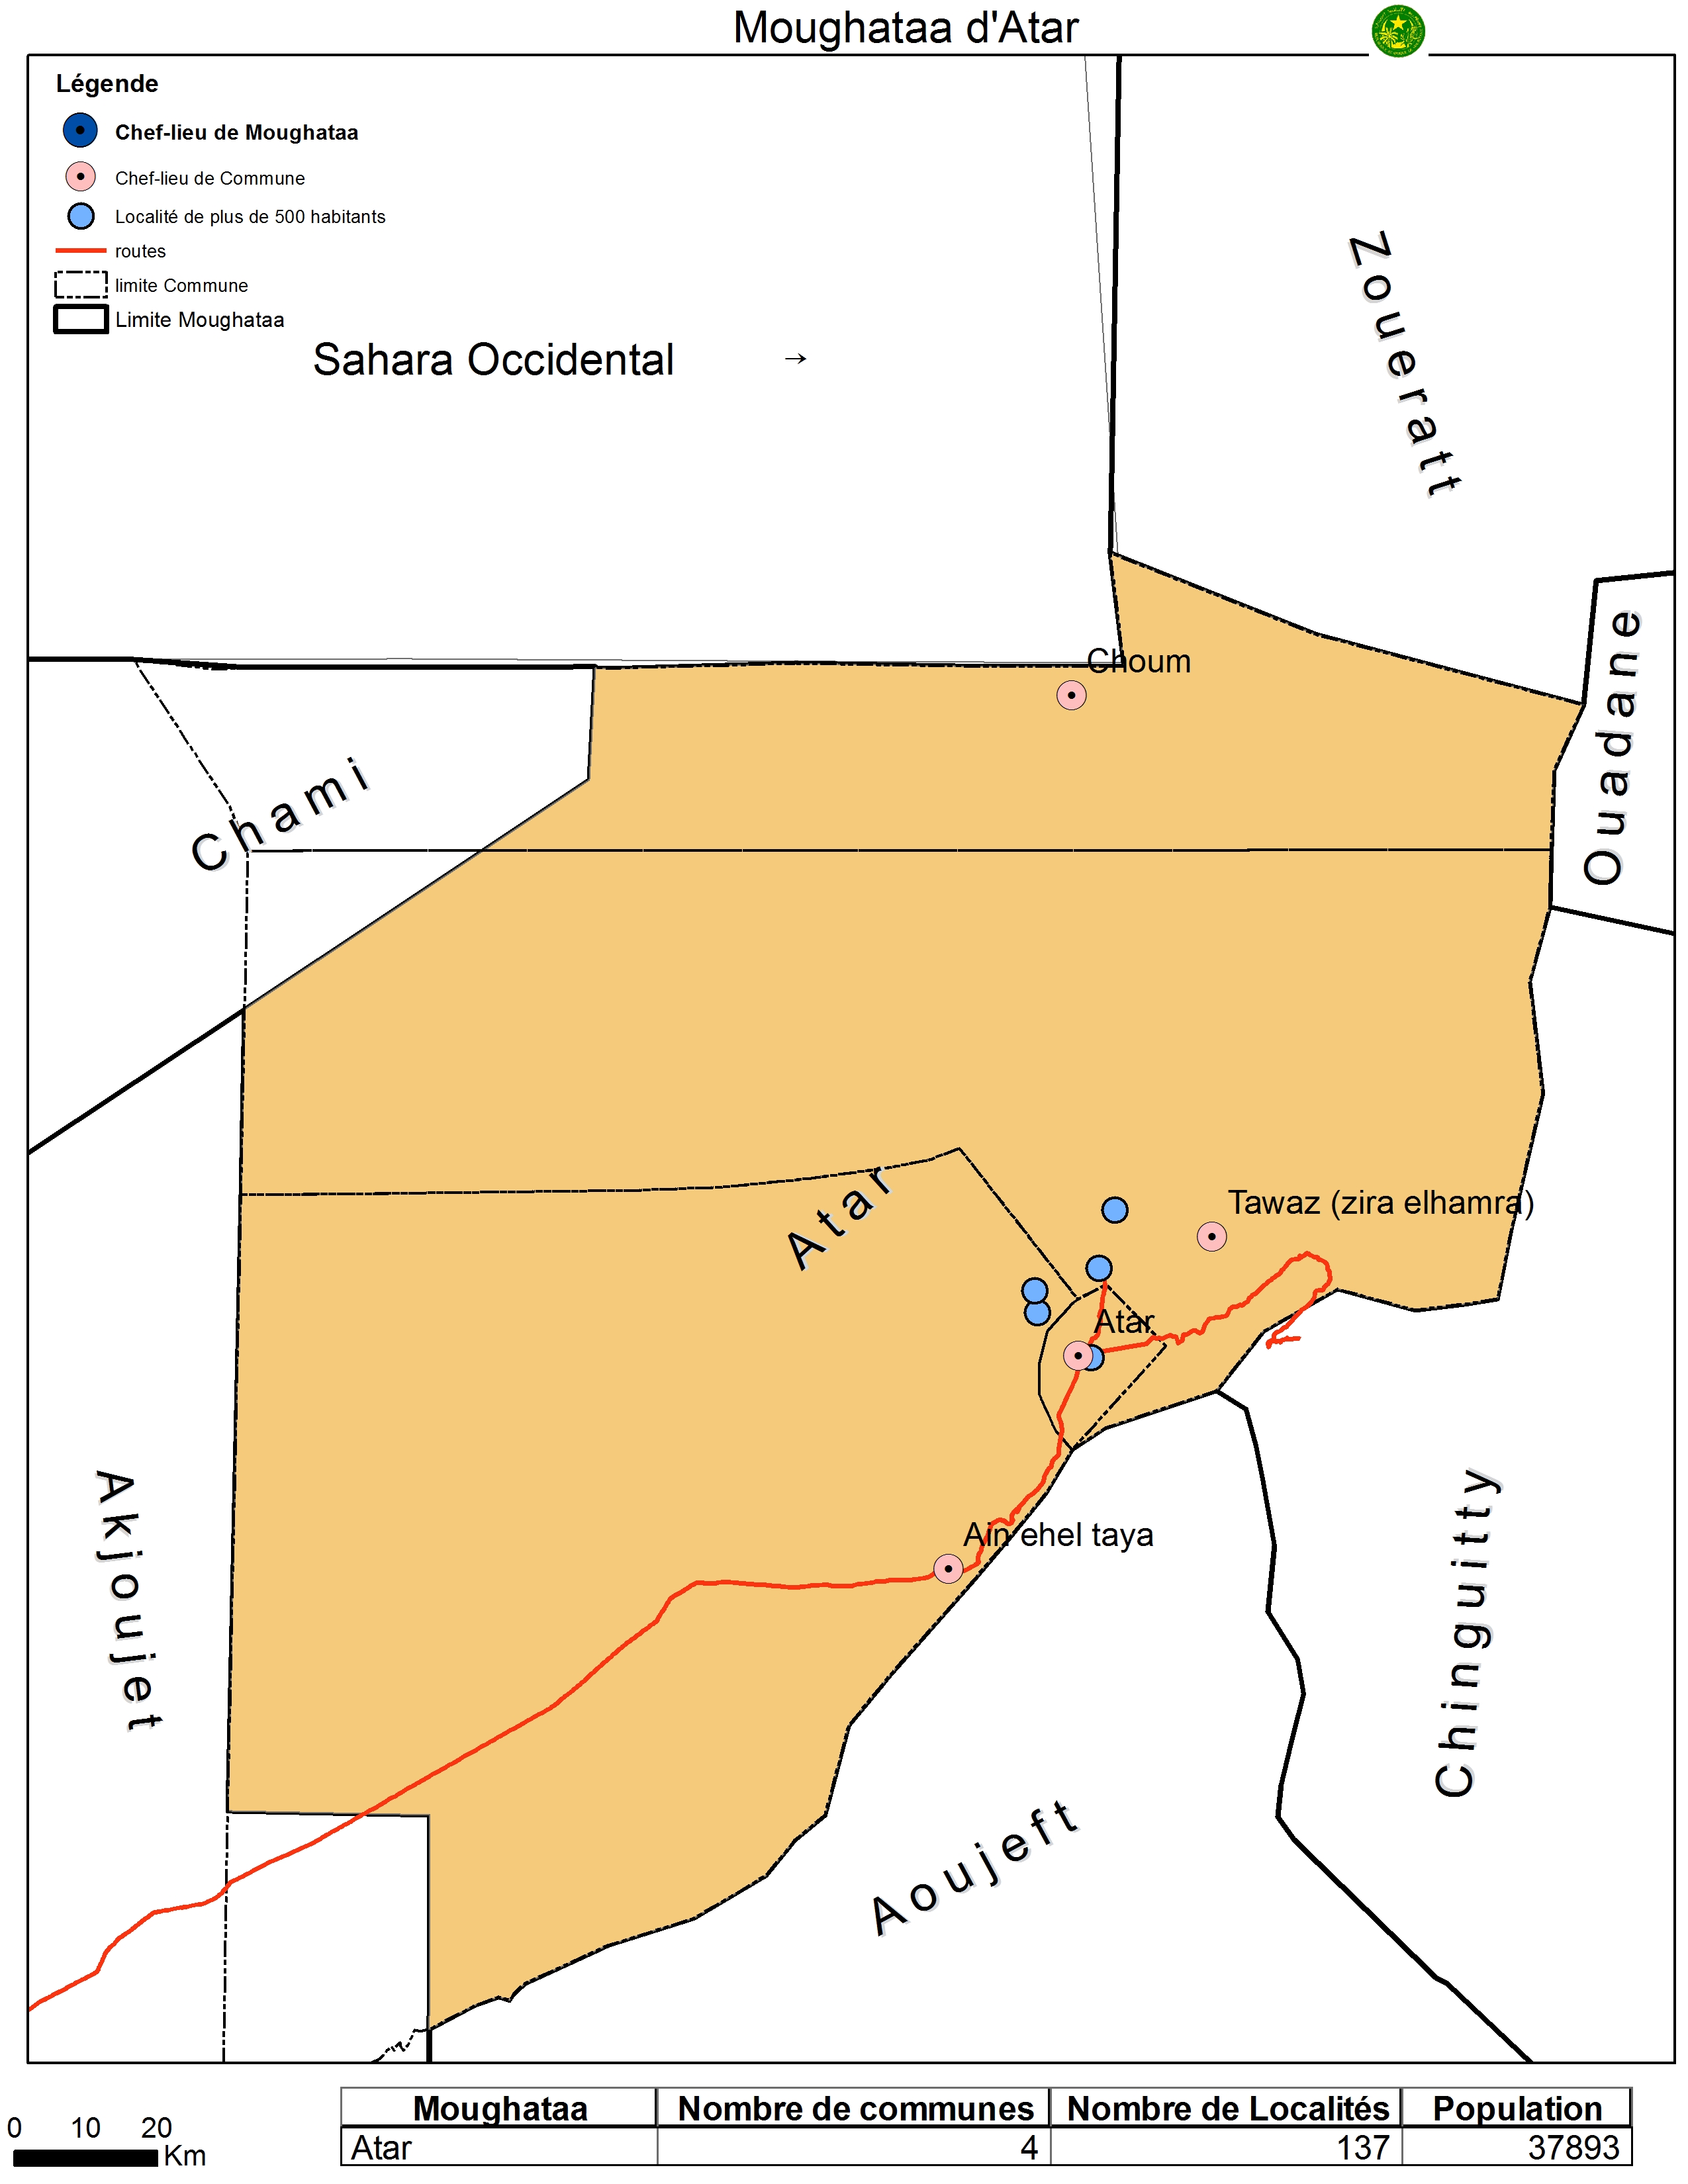 Moughataa d'Atar
Légende
Chef-lieu de Moughataa
Chef-lieu de Commune
Localité de plus de 500 habitants
routes
limite Commune
Limite Moughataa
Sahara Occidental →
Zoueratt
Ouadane
Choum
Chami
Atar
Tawaz (zira elhamra)
Atar
Ain ehel taya
Akjoujet
Chinguitty
Aoujeft
0 10 20
Km
Moughataa Nombre de communes Nombre de Localités Population
Atar 4 137 37893